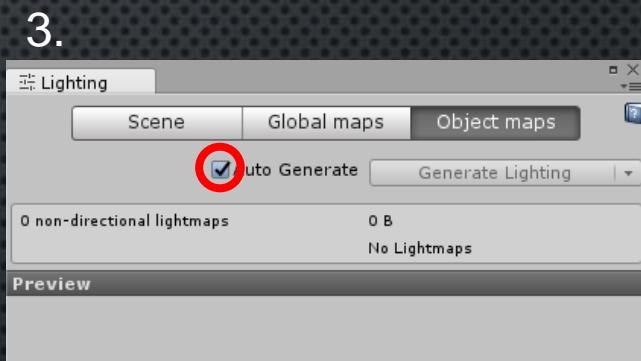 3.
Lighting
Scene Global maps Object maps
Auto Generate Generate Lighting
0 non-directional lightmaps 0 B
No Lightmaps
Preview